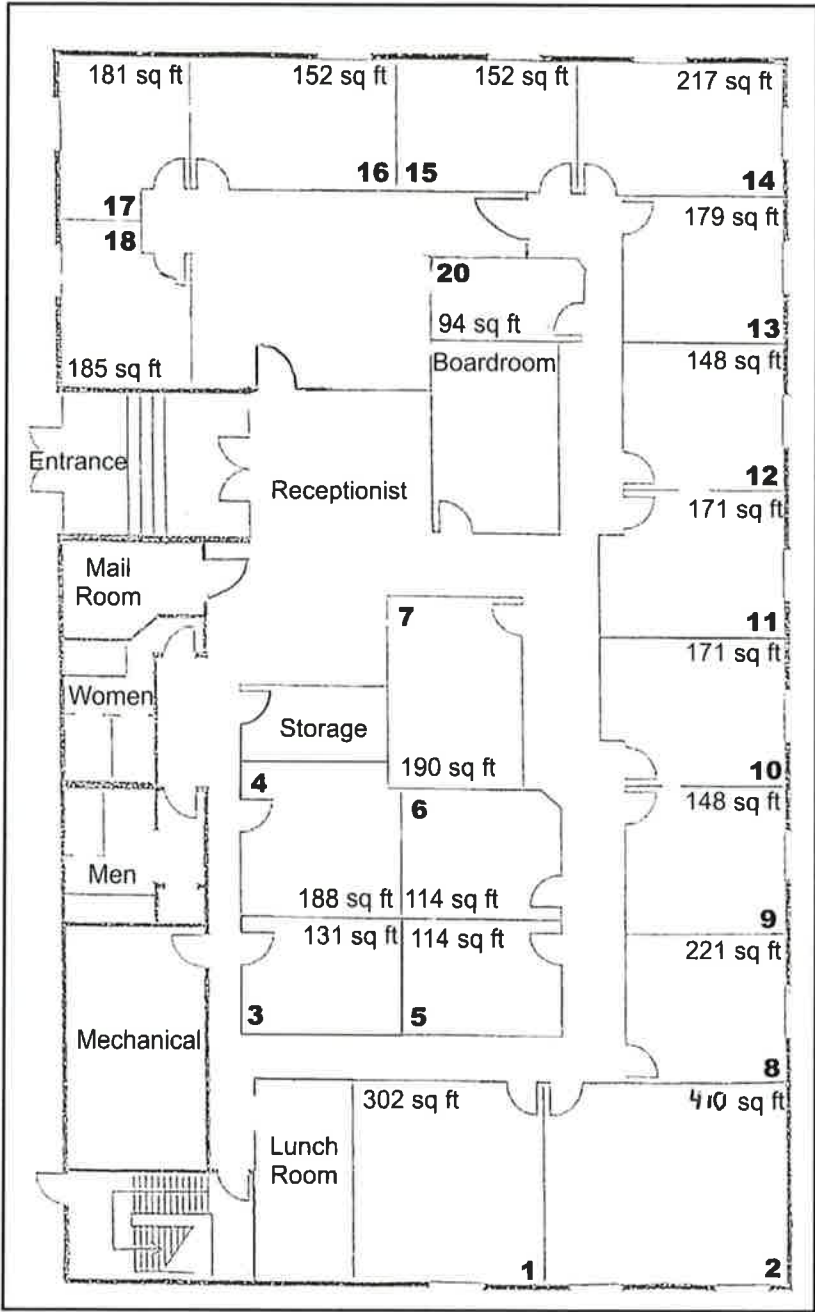 181 sq ft
152 sq ft
152 sq ft
217 sq ft
16
15
14
17
179 sq ft
18
20
94 sq ft
13
185 sq ft
Boardroom
148 sq ft
Entrance
12
Receptionist
171 sq ft
Mail
Room
7
11
171 sq ft
Women
Storage
190 sq ft
10
4
6
148 sq ft
Men
188 sq ft
114 sq ft
9
131 sq ft
114 sq ft
221 sq ft
3
5
Mechanical
8
302 sq ft
410 sq ft
Lunch
Room
1
2